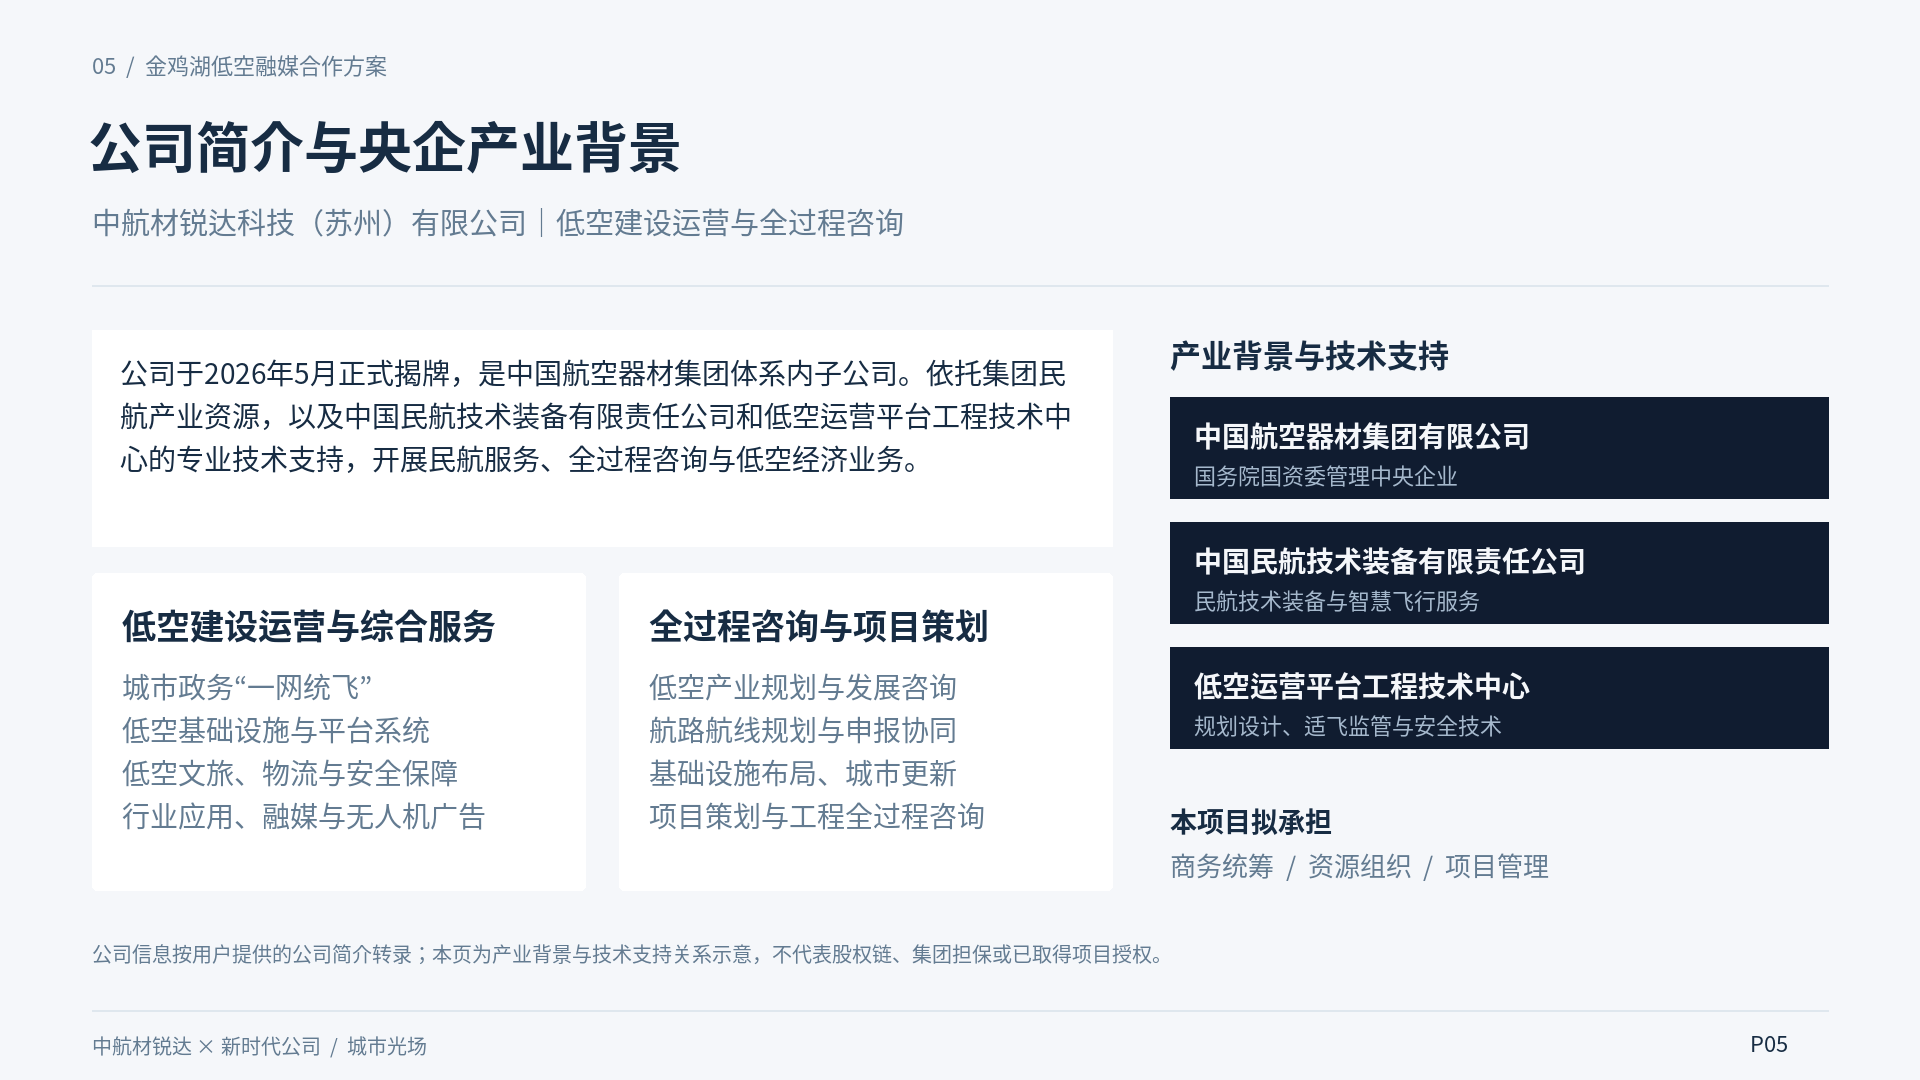 05 / 金鸡湖低空融媒合作方案
公司简介与央企产业背景
中航材锐达科技（苏州）有限公司｜低空建设运营与全过程咨询
公司于2026年5月正式揭牌，是中国航空器材集团体系内子公司。依托集团民
航产业资源，以及中国民航技术装备有限责任公司和低空运营平台工程技术中
心的专业技术支持，开展民航服务、全过程咨询与低空经济业务。
低空建设运营与综合服务
城市政务“一网统飞”
低空基础设施与平台系统
低空文旅、物流与安全保障
行业应用、融媒与无人机广告
全过程咨询与项目策划
低空产业规划与发展咨询
航路航线规划与申报协同
基础设施布局、城市更新
项目策划与工程全过程咨询
产业背景与技术支持
中国航空器材集团有限公司
国务院国资委管理中央企业
中国民航技术装备有限责任公司
民航技术装备与智慧飞行服务
低空运营平台工程技术中心
规划设计、适飞监管与安全技术
本项目拟承担
商务统筹 / 资源组织 / 项目管理
公司信息按用户提供的公司简介转录；本页为产业背景与技术支持关系示意，不代表股权链、集团担保或已取得项目授权。
中航材锐达 × 新时代公司 / 城市光场
P05